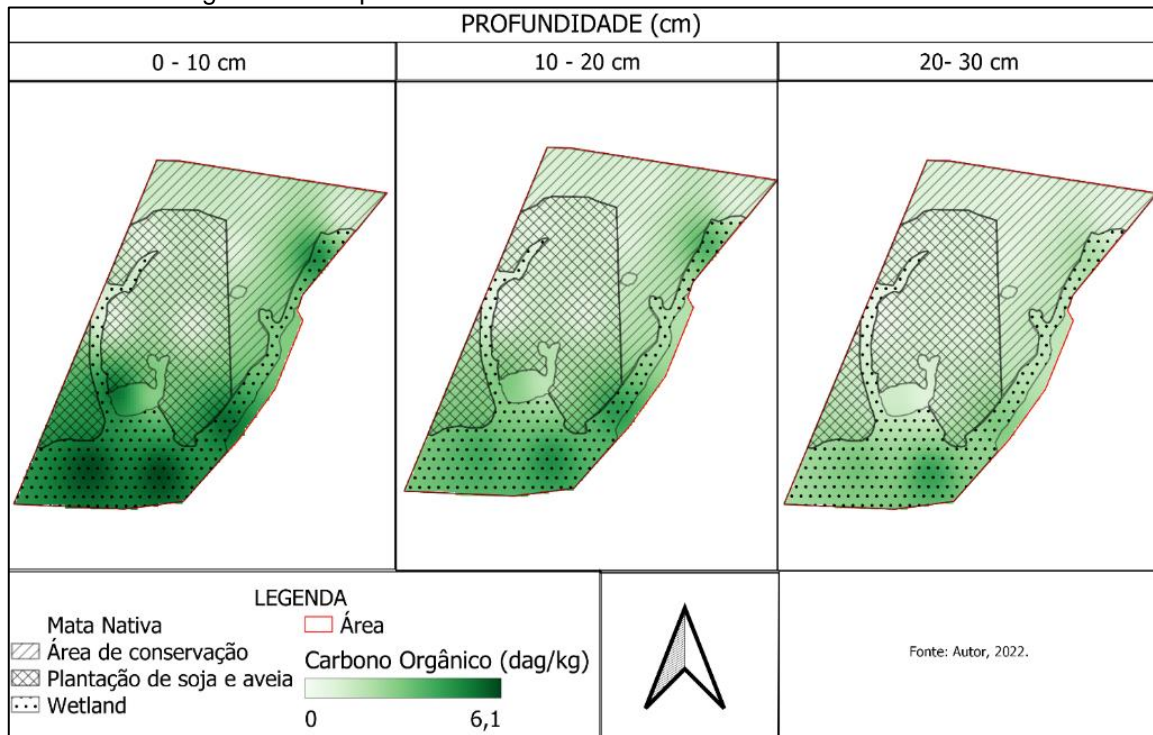 PROFUNDIDADE (cm)
0 - 10 cm
10 - 20 cm
20- 30 cm
LEGENDA
Mata Nativa
Área de conservação
Plantação de soja e aveia
Wetland
Área
Carbono Orgânico (dag/kg)
0
6,1
Fonte: Autor, 2022.